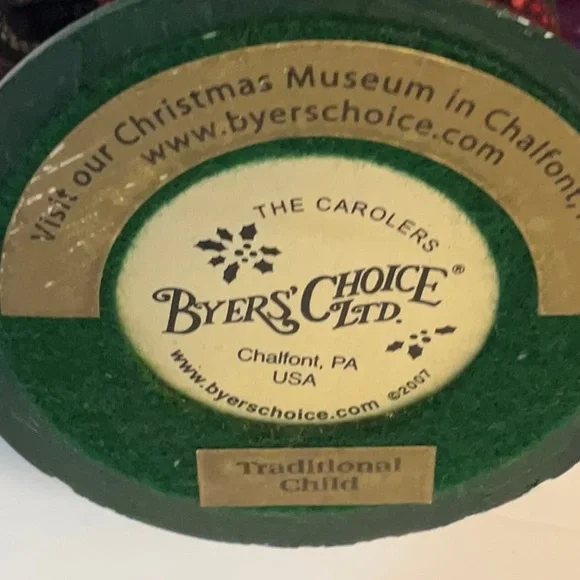 Visit our Christmas Museum in Chalfont,
www.byerschoice.com
THE CAROLERS
BYERS' CHOICE LTD.®
Chalfont, PA
USA
www.byerschoice.com ©2007
Traditional
Child